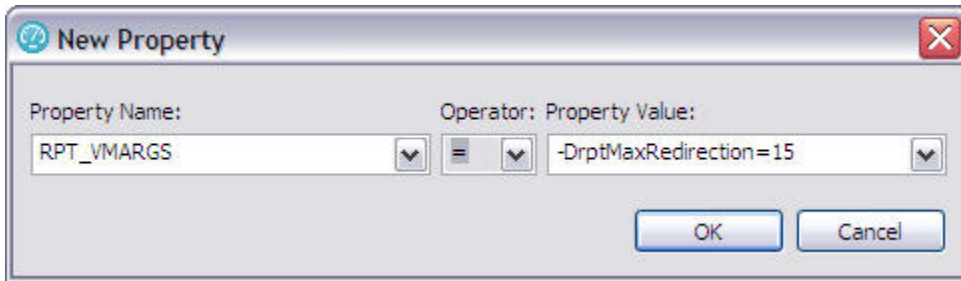 New Property
Property Name: Operator: Property Value:
RPT_VMARGS = -DrptMaxRedirection=15
OK Cancel